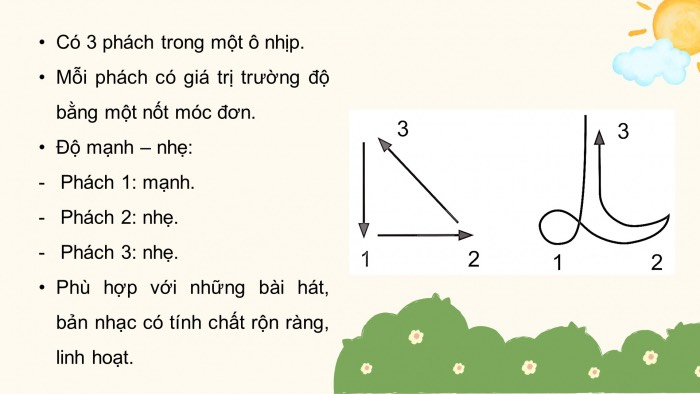 • Có 3 phách trong một ô nhịp.
• Mỗi phách có giá trị trường độ
bằng một nốt móc đơn.
• Độ mạnh – nhẹ:
- Phách 1: mạnh.
- Phách 2: nhẹ.
- Phách 3: nhẹ.
• Phù hợp với những bài hát,
bản nhạc có tính chất rộn ràng,
linh hoạt.
3
1 2
3
1 2